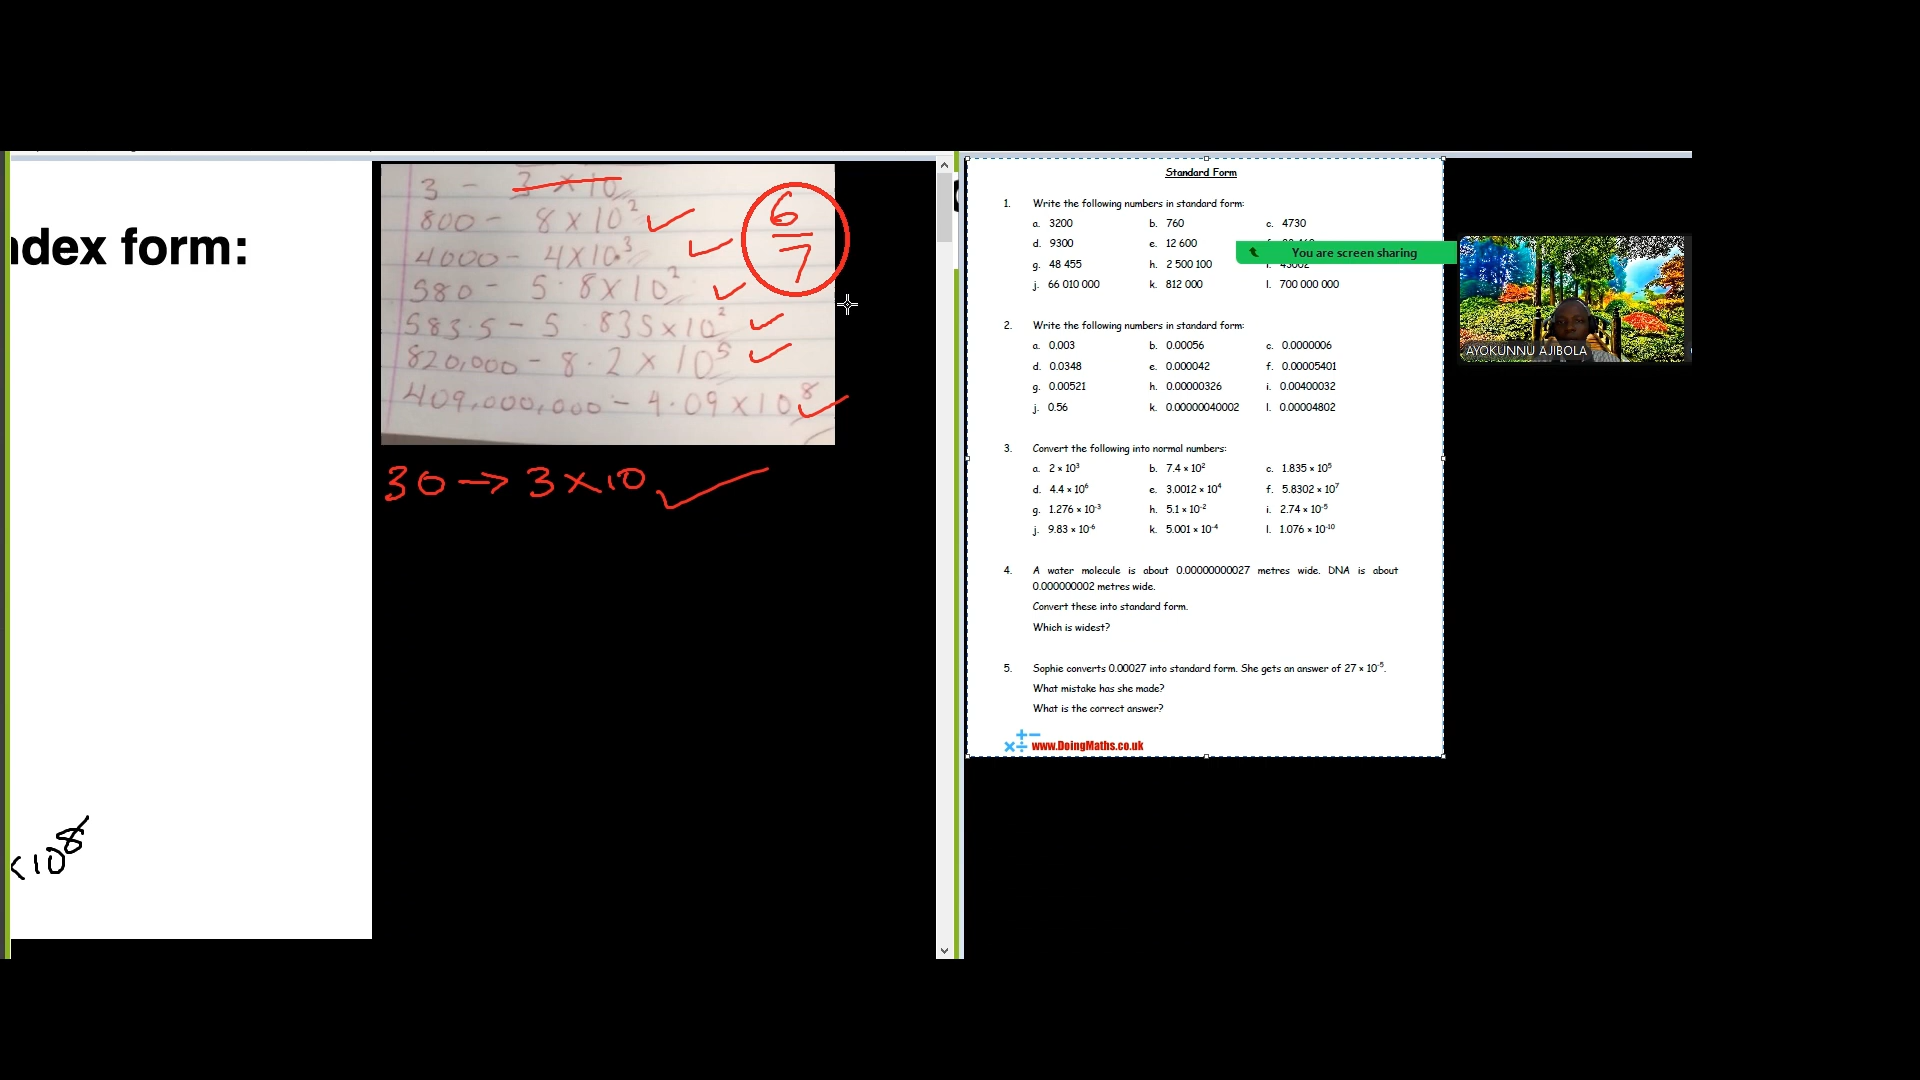 ndex form:
×10⁸
3 - 3 × 10
800 - 8 × 10²
4000 - 4 × 10³
580 - 5.8 × 10²
583.5 - 5.835 × 10²
820,000 - 8.2 × 10⁵
409,000,000 - 4.09 × 10⁸
6/7
30 → 3 × 10
Standard Form
1. Write the following numbers in standard form:
a. 3200 b. 760 c. 4730
d. 9300 e. 12 600
You are screen sharing
g. 48 455 h. 2 500 100 i. 43002
j. 66 010 000 k. 812 000 l. 700 000 000
2. Write the following numbers in standard form:
a. 0.003 b. 0.00056 c. 0.0000006
d. 0.0348 e. 0.000042 f. 0.00005401
g. 0.00521 h. 0.00000326 i. 0.00400032
j. 0.56 k. 0.00000040002 l. 0.00004802
3. Convert the following into normal numbers:
a. 2 × 10³ b. 7.4 × 10² c. 1.835 × 10⁵
d. 4.4 × 10⁶ e. 3.0012 × 10⁴ f. 5.8302 × 10⁷
g. 1.276 × 10⁻³ h. 5.1 × 10⁻² i. 2.74 × 10⁻⁵
j. 9.83 × 10⁻⁶ k. 5.001 × 10⁻⁴ l. 1.076 × 10⁻¹⁰
4. A water molecule is about 0.00000000027 metres wide. DNA is about
0.000000002 metres wide.
Convert these into standard form.
Which is widest?
5. Sophie converts 0.00027 into standard form. She gets an answer of 27 × 10⁻⁵.
What mistake has she made?
What is the correct answer?
www.DoingMaths.co.uk
AYOKUNNU AJIBOLA